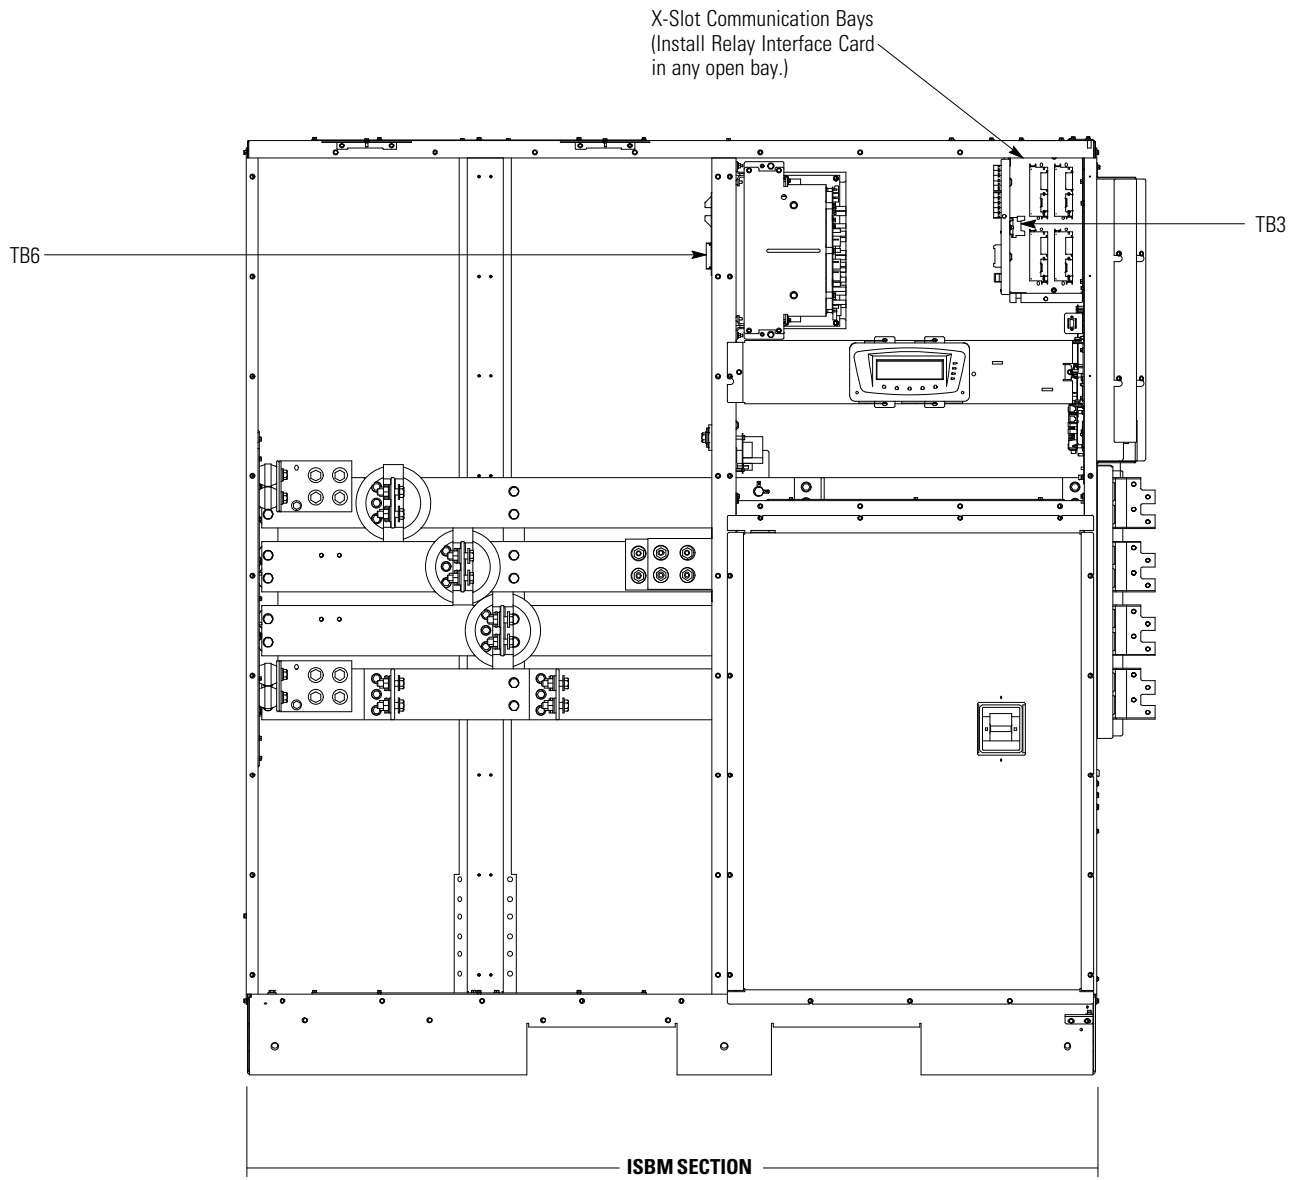 X-Slot Communication Bays
(Install Relay Interface Card
in any open bay.)
TB3
TB6
ISBM SECTION